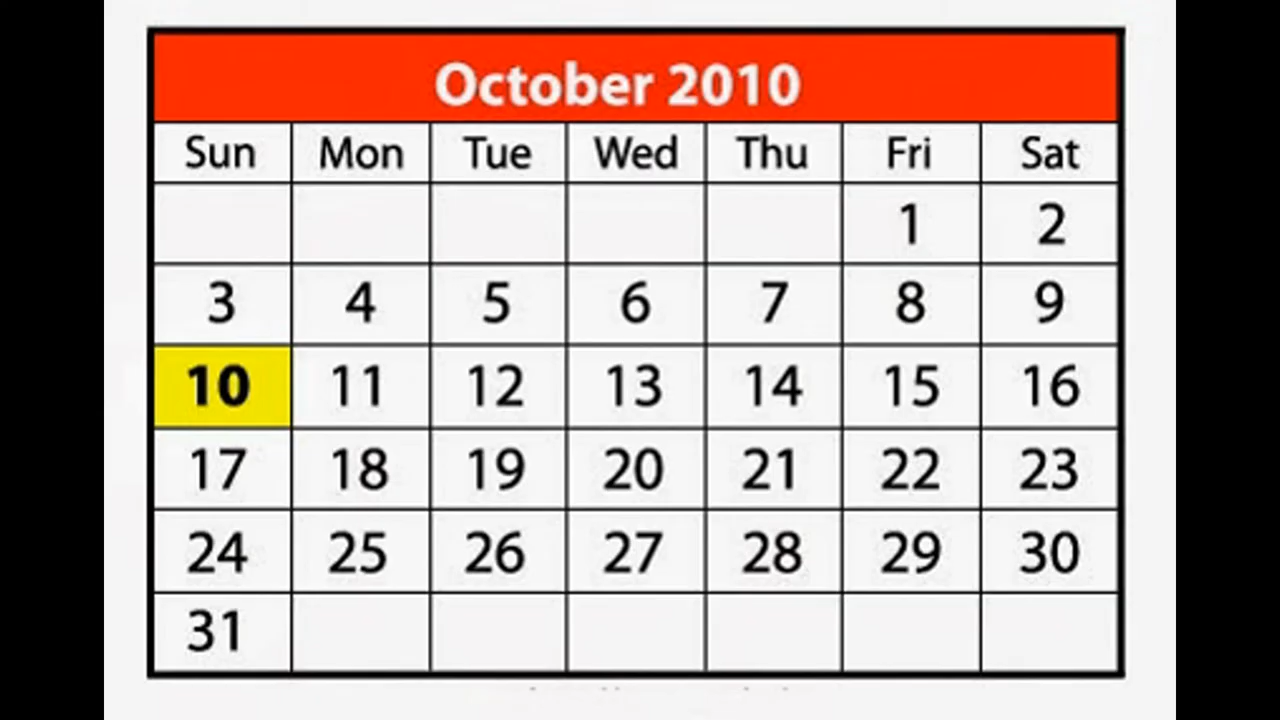 October 2010
Sun Mon Tue Wed Thu Fri Sat
1 2
3 4 5 6 7 8 9
10 11 12 13 14 15 16
17 18 19 20 21 22 23
24 25 26 27 28 29 30
31